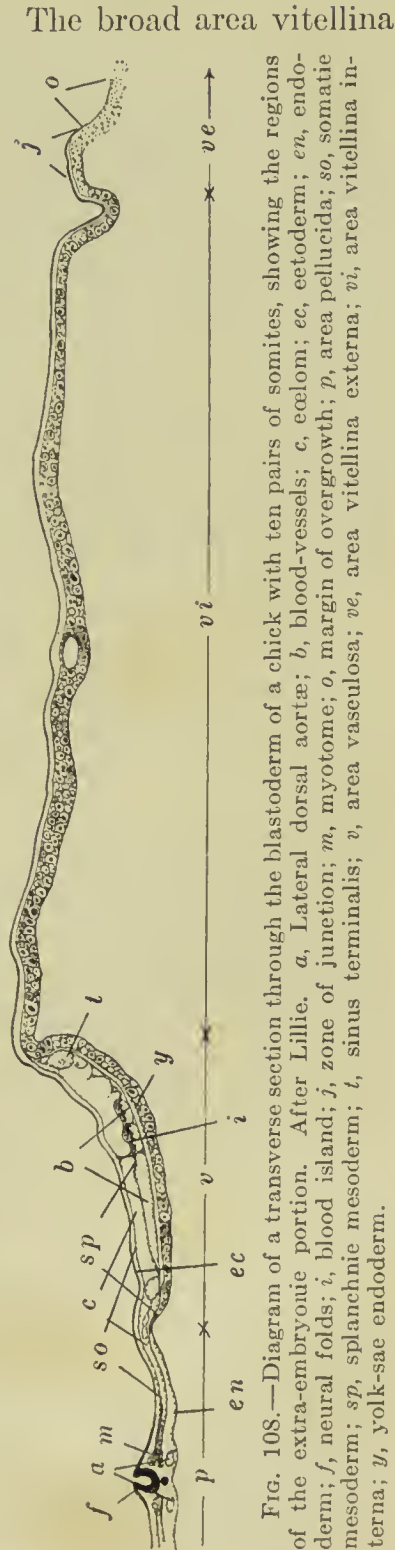 The broad area vitellina
f
a
m
so
c
sp
b
t
j
o
en
ec
i
y
p
v
vi
ve
FIG. 108.—Diagram of a transverse section through the blastoderm of a chick with ten pairs of somites, showing the regions
of the extra-embryonic portion. After Lillie. a, Lateral dorsal aortæ; b, blood-vessels; c, cœlom; ec, ectoderm; en, endo-
derm; f, neural folds; i, blood island; j, zone of junction; m, myotome; o, margin of overgrowth; p, area pellucida; so, somatic
mesoderm; sp, splanchnic mesoderm; t, sinus terminalis; v, area vasculosa; ve, area vitellina externa; vi, area vitellina in-
terna; y, yolk-sac endoderm.